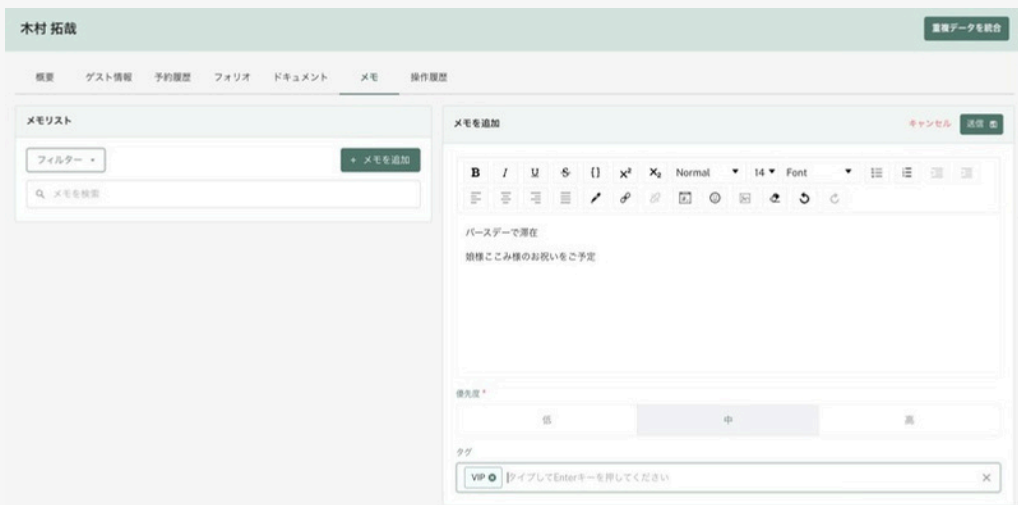 木村 拓哉
重複データを統合
概要 ゲスト情報 予約履歴 フォリオ ドキュメント メモ 操作履歴
メモリスト
フィルター
+ メモを追加
メモを検索
メモを追加
キャンセル 送信
B I U S {} x² X₂ Normal 14 Font
バースデーで滞在
娘様ここみ様のお祝いをご予定
優先度 *
低 中 高
タグ
VIP タイプしてEnterキーを押してください